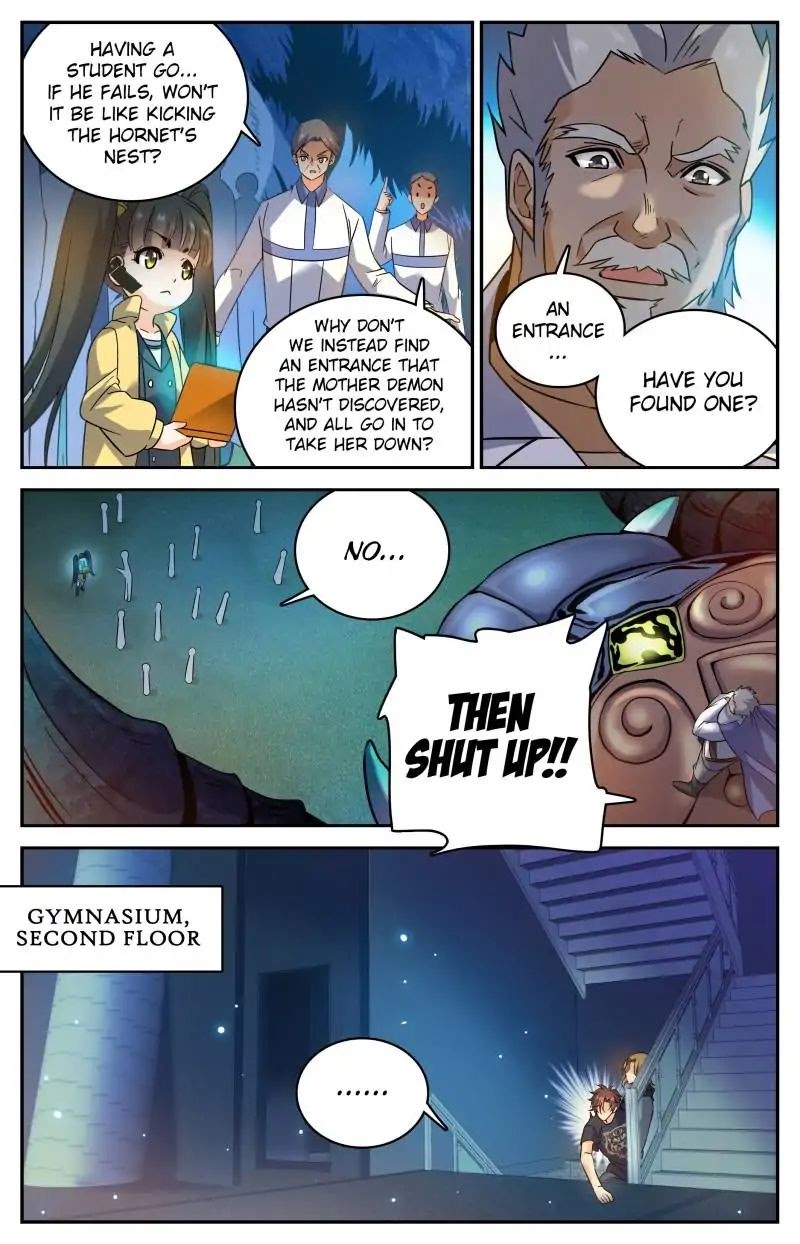 HAVING A
STUDENT GO...
IF HE FAILS, WON'T
IT BE LIKE KICKING
THE HORNET'S
NEST?
WHY DON'T
WE INSTEAD FIND
AN ENTRANCE THAT
THE MOTHER DEMON
HASN'T DISCOVERED,
AND ALL GO IN TO
TAKE HER DOWN?
AN
ENTRANCE
...
HAVE YOU
FOUND ONE?
NO...
THEN
SHUT UP!!
GYMNASIUM,
SECOND FLOOR
......